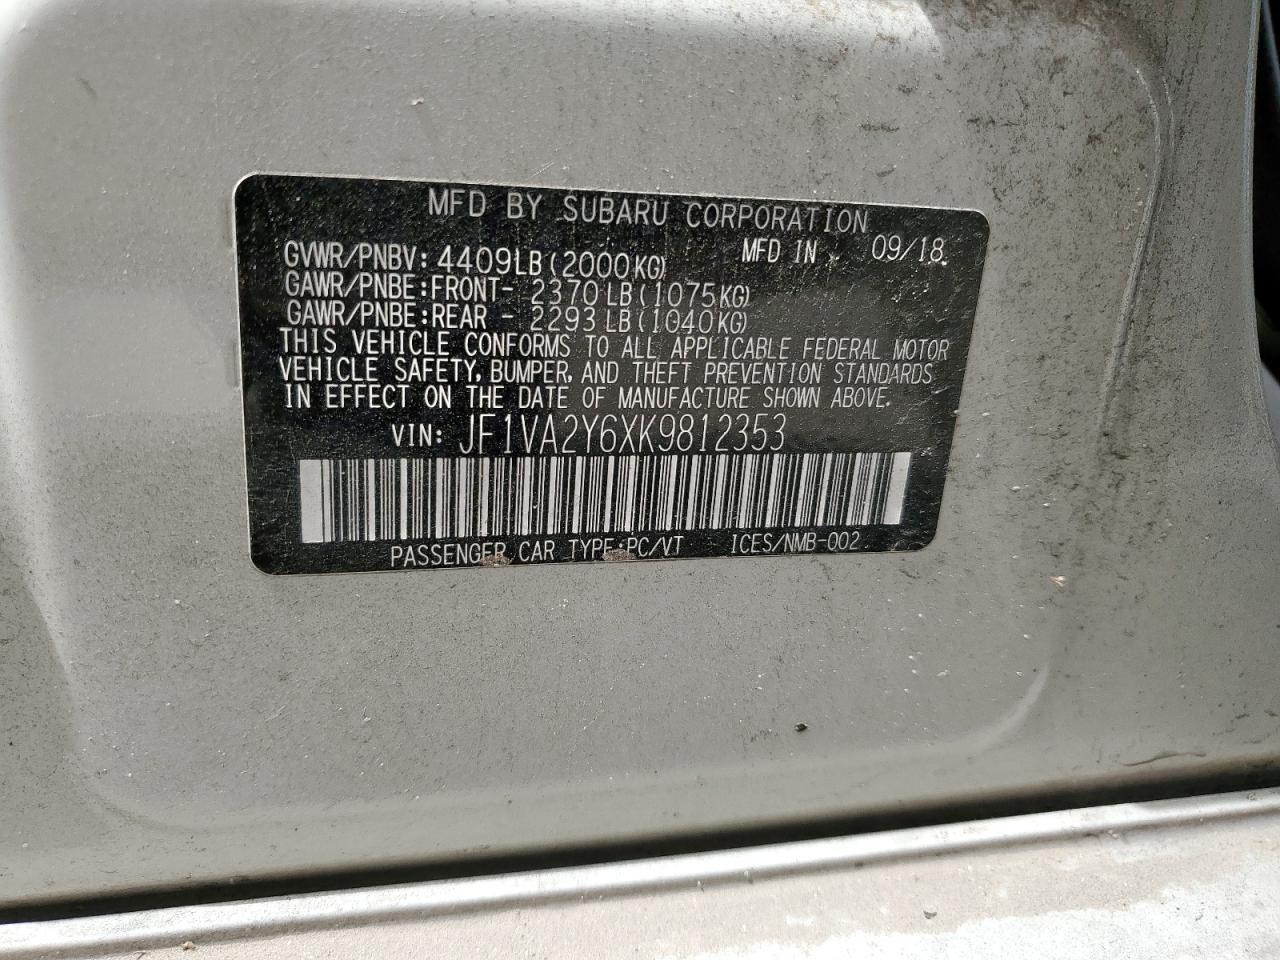 MFD BY SUBARU CORPORATION
MFD IN 09/18
GVWR/PNBV: 4409LB(2000KG)
GAWR/PNBE:FRONT- 2370LB(1075KG)
GAWR/PNBE:REAR - 2293LB(1040KG)
THIS VEHICLE CONFORMS TO ALL APPLICABLE FEDERAL MOTOR
VEHICLE SAFETY, BUMPER, AND THEFT PREVENTION STANDARDS
IN EFFECT ON THE DATE OF MANUFACTURE SHOWN ABOVE.
VIN: JF1VA2Y6XK9812353
PASSENGER CAR TYPE:PC/VT ICES/NMB-002